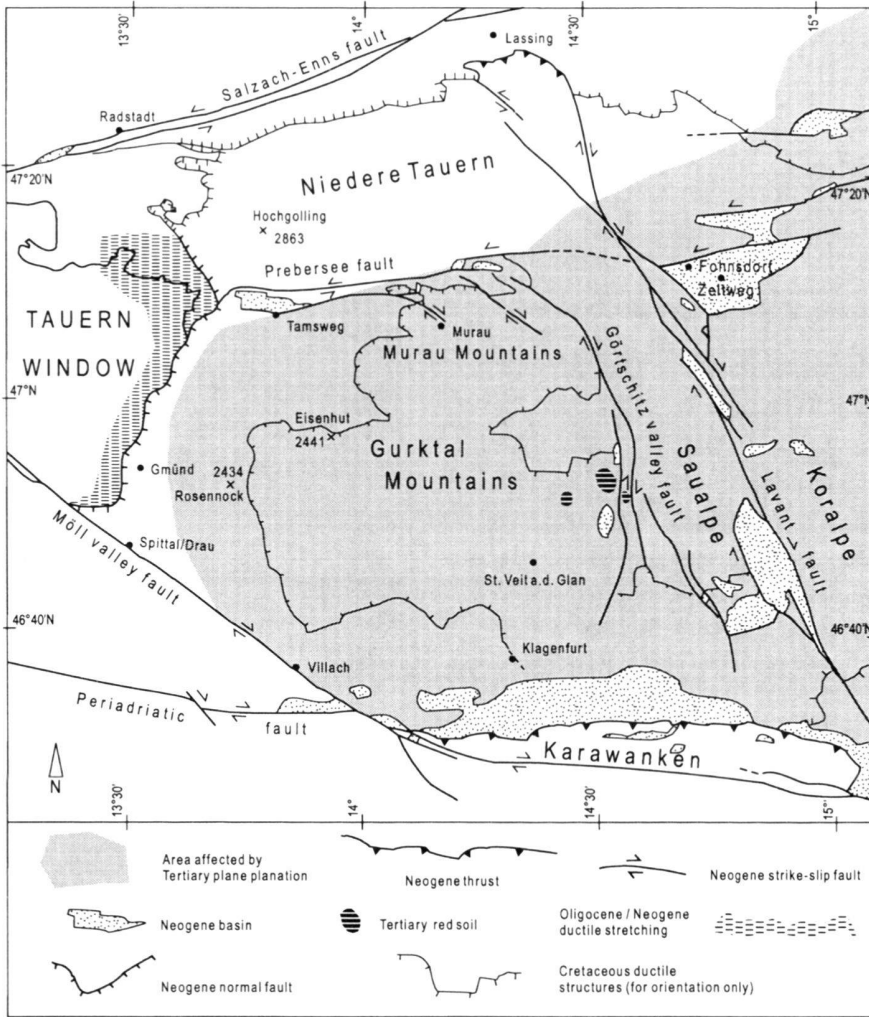 13°30'
14°
14°30'
15°
Lassing
Salzach-Enns fault
Radstadt
47°20'N
Niedere Tauern
47°20'N
Hochgolling
2863
Prebersee fault
Fohnsdorf
Zeltweg
TAUERN
WINDOW
Tamsweg
Murau
Murau Mountains
47°N
47°N
Görtschitz valley fault
Eisenhut
2441
Gurktal
Mountains
Saualpe
Koralpe
Gmünd
2434
Rosennock
Lavant fault
Möll valley fault
Spittal/Drau
St. Veit a.d. Glan
46°40'N
46°40'N
Klagenfurt
Villach
Periadriatic
fault
Karawanken
N
13°30'
14°
14°30'
15°
Area affected by
Tertiary plane planation
Neogene thrust
Neogene strike-slip fault
Neogene basin
Tertiary red soil
Oligocene / Neogene
ductile stretching
Neogene normal fault
Cretaceous ductile
structures (for orientation only)